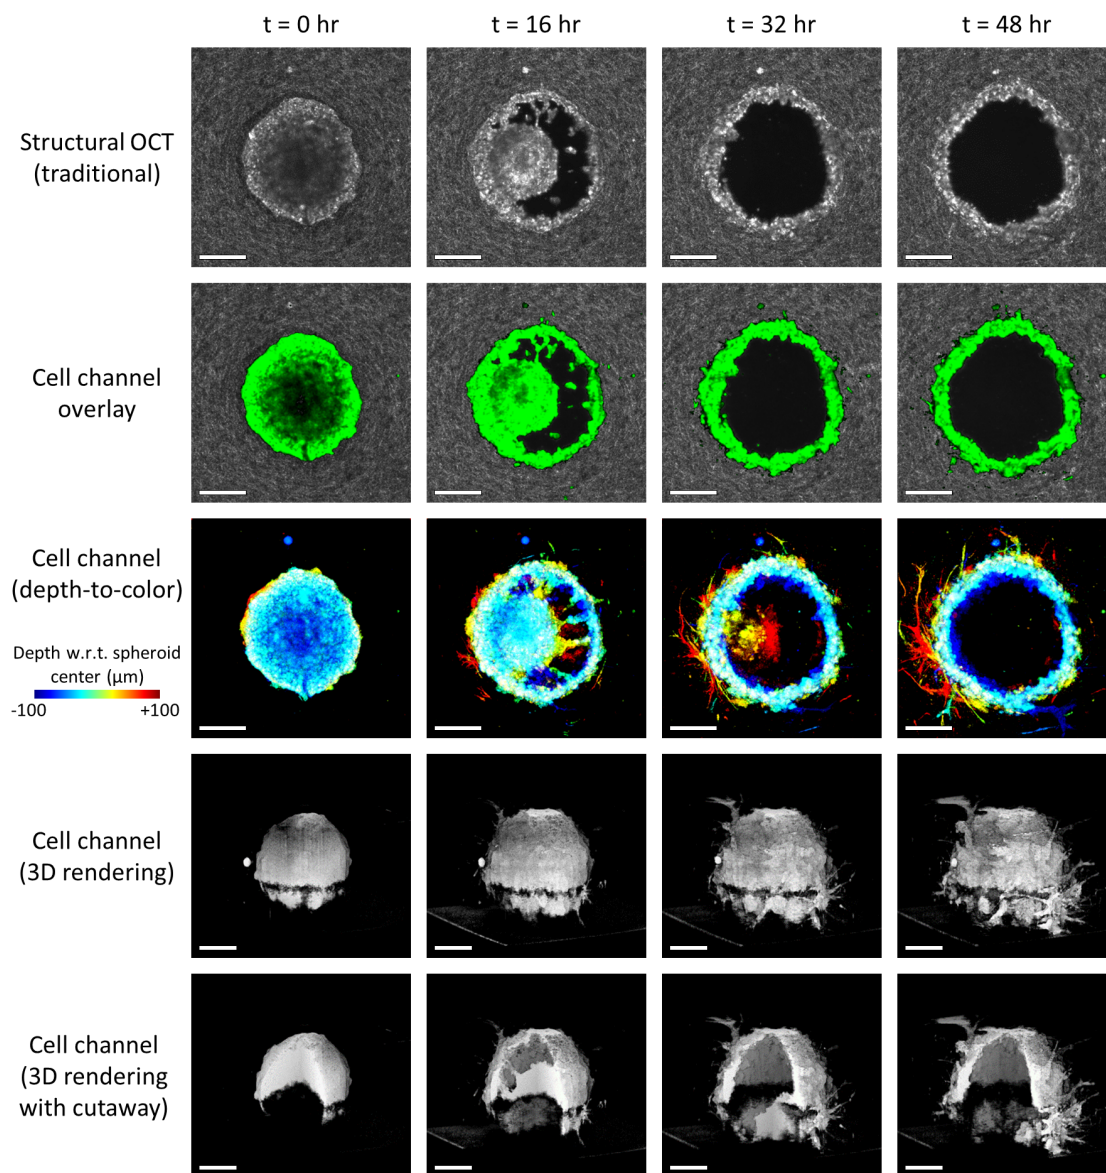 t = 0 hr
t = 16 hr
t = 32 hr
t = 48 hr
Structural OCT
(traditional)
Cell channel
overlay
Cell channel
(depth-to-color)
Depth w.r.t. spheroid
center (µm)
-100
+100
Cell channel
(3D rendering)
Cell channel
(3D rendering
with cutaway)